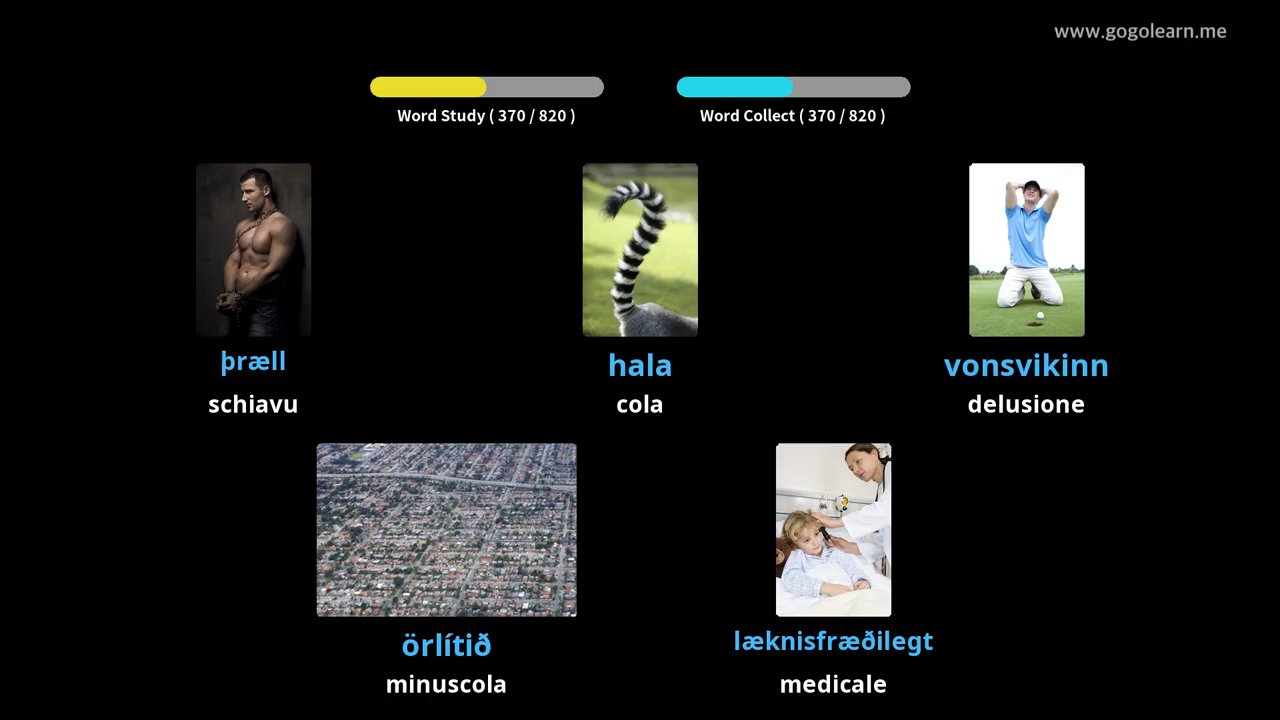 www.gogolearn.me
Word Study ( 370 / 820 )
Word Collect ( 370 / 820 )
þræll
schiavu
hala
cola
vonsvikinn
delusione
örlítið
minuscola
læknisfræðilegt
medicale